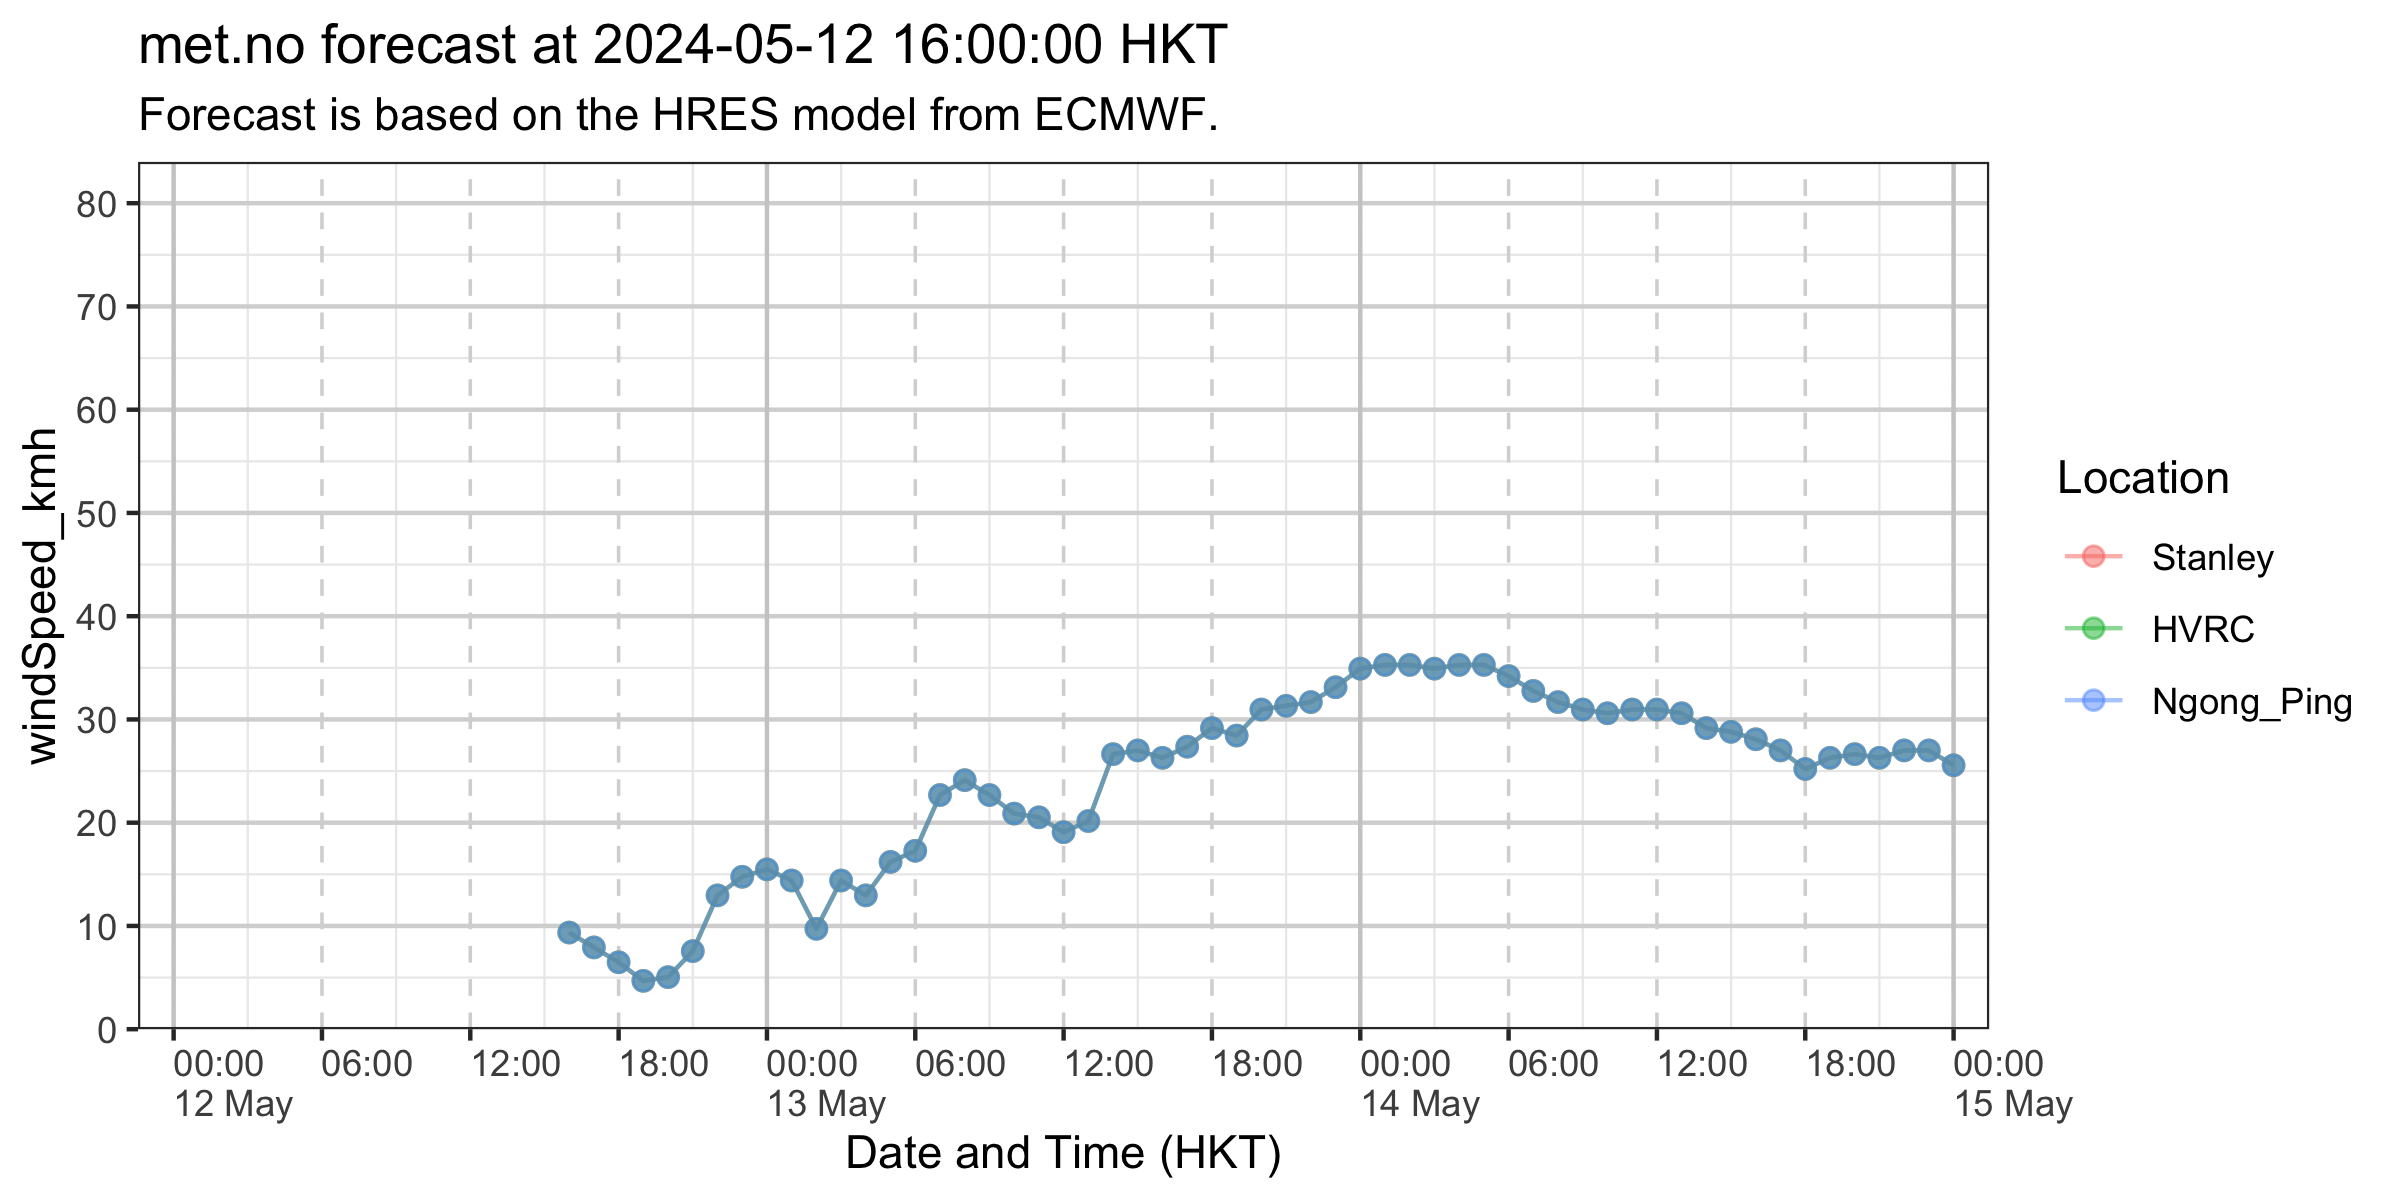 met.no forecast at 2024-05-12 16:00:00 HKT
Forecast is based on the HRES model from ECMWF.
windSpeed_kmh
80
70
60
50
40
30
20
10
0
00:00 06:00 12:00 18:00 00:00 06:00 12:00 18:00 00:00 06:00 12:00 18:00 00:00
12 May 13 May 14 May 15 May
Date and Time (HKT)
Location
Stanley
HVRC
Ngong_Ping